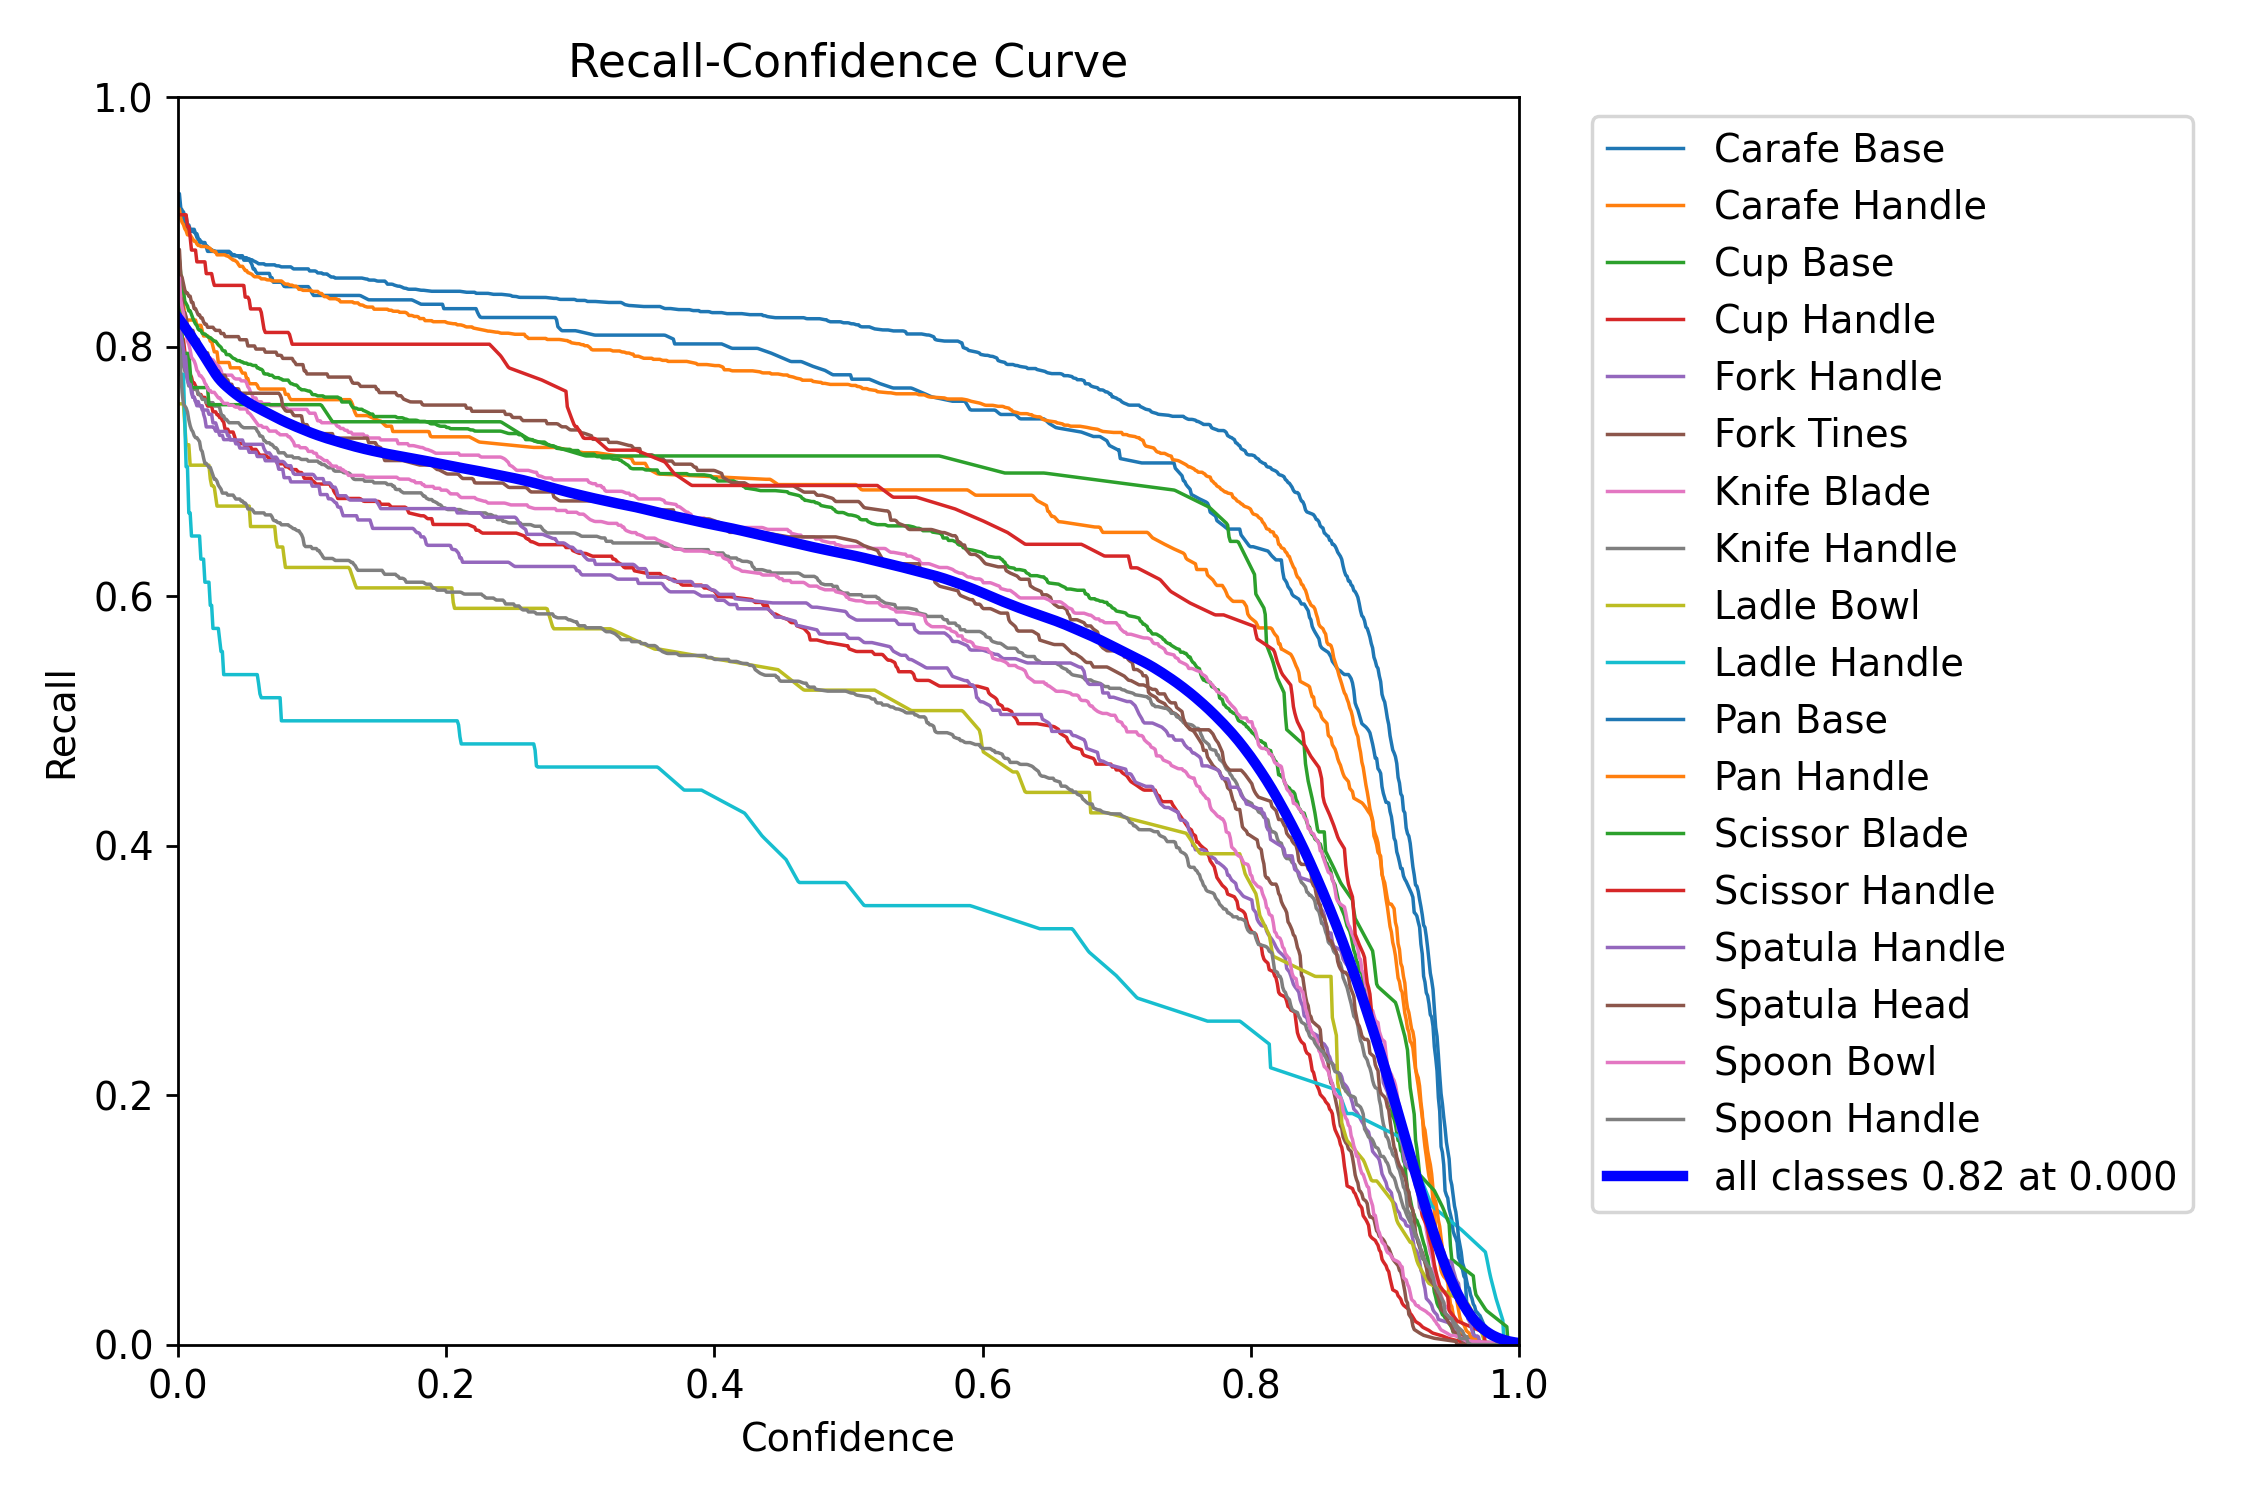 Recall-Confidence Curve
1.0
0.8
0.6
0.4
0.2
0.0
Recall
0.0 0.2 0.4 0.6 0.8 1.0
Confidence
Carafe Base
Carafe Handle
Cup Base
Cup Handle
Fork Handle
Fork Tines
Knife Blade
Knife Handle
Ladle Bowl
Ladle Handle
Pan Base
Pan Handle
Scissor Blade
Scissor Handle
Spatula Handle
Spatula Head
Spoon Bowl
Spoon Handle
all classes 0.82 at 0.000